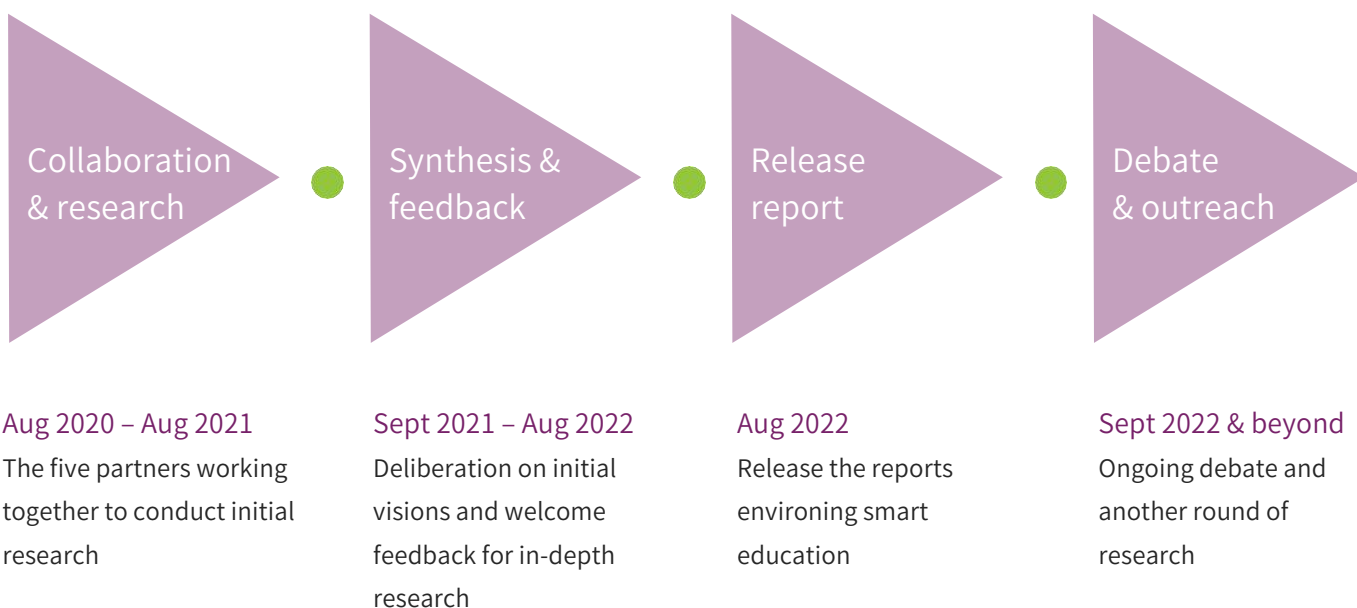 Collaboration
& research
Synthesis &
feedback
Release
report
Debate
& outreach
Aug 2020 – Aug 2021
The five partners working
together to conduct initial
research
Sept 2021 – Aug 2022
Deliberation on initial
visions and welcome
feedback for in-depth
research
Aug 2022
Release the reports
environing smart
education
Sept 2022 & beyond
Ongoing debate and
another round of
research